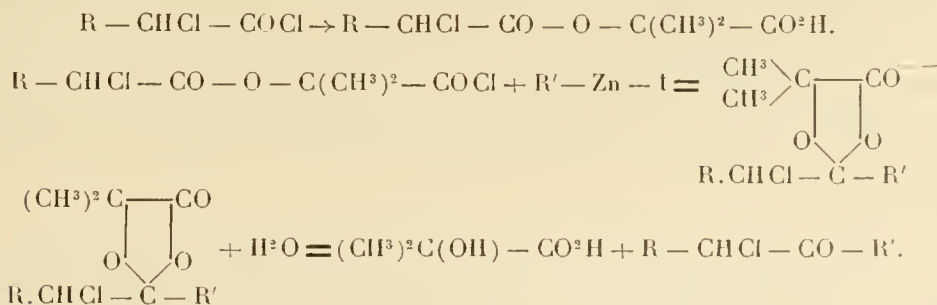 R — CHCl — COCl → R — CHCl — CO — O — C(CH³)² — CO²H.
R — CHCl — CO — O — C(CH³)² — COCl + R′ — Zn — I =
CH³
CH³
C
CO
O
O
R.CHCl — C — R′
(CH³)²C
CO
O
O
R.CHCl — C — R′
+ H²O = (CH³)²C(OH) — CO²H + R — CHCl — CO — R′.